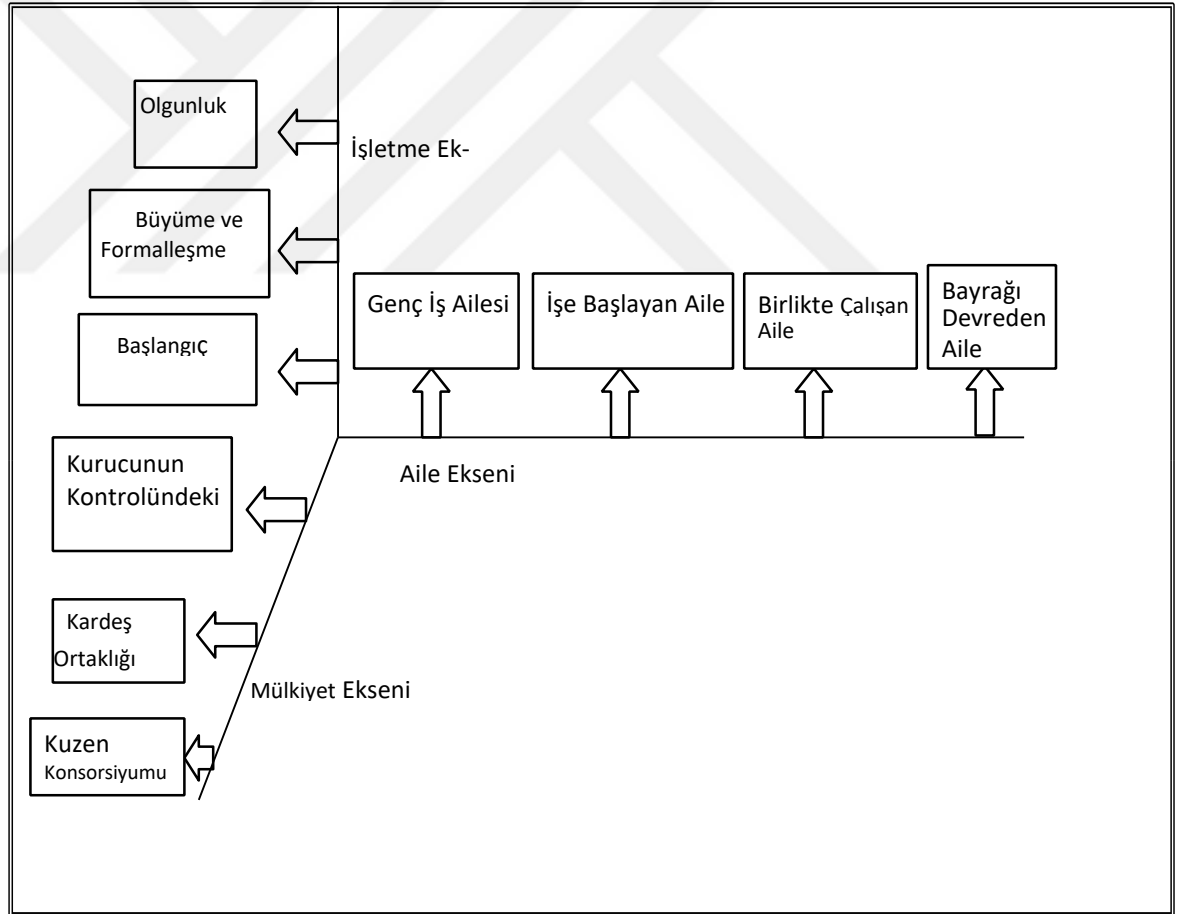 Olgunluk
İşletme Ek-
Büyüme ve
Formalleşme
Başlangıç
Genç İş Ailesi
İşe Başlayan Aile
Birlikte Çalışan
Aile
Bayrağı
Devreden
Aile
Kurucunun
Kontrolündeki
Aile Ekseni
Kardeş
Ortaklığı
Mülkiyet Ekseni
Kuzen
Konsorsiyumu